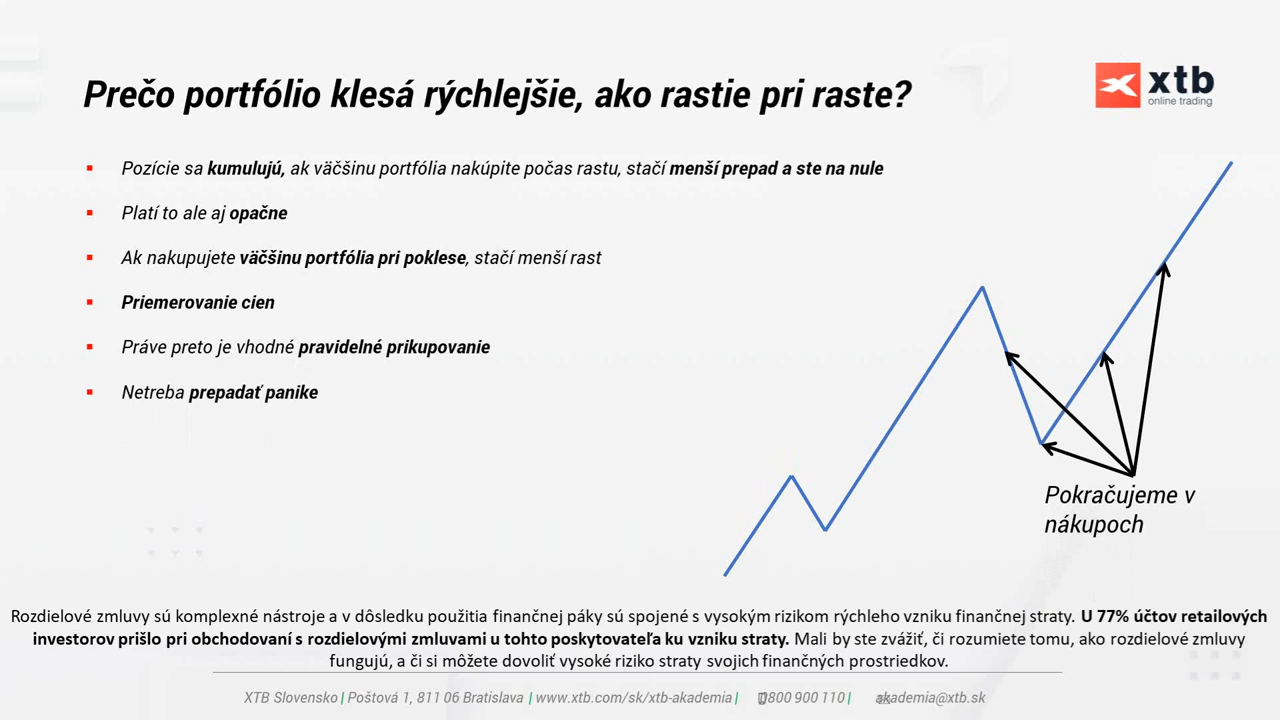 Prečo portfólio klesá rýchlejšie, ako rastie pri raste?
xtb
online trading
Pozície sa kumulujú, ak väčšinu portfólia nakúpite počas rastu, stačí menší prepad a ste na nule
Platí to ale aj opačne
Ak nakupujete väčšinu portfólia pri poklese, stačí menší rast
Priemerovanie cien
Práve preto je vhodné pravidelné prikupovanie
Netreba prepadať panike
Pokračujeme v
nákupoch
Rozdielové zmluvy sú komplexné nástroje a v dôsledku použitia finančnej páky sú spojené s vysokým rizikom rýchleho vzniku finančnej straty. U 77% účtov retailových
investorov prišlo pri obchodovaní s rozdielovými zmluvami u tohto poskytovateľa ku vzniku straty. Mali by ste zvážiť, či rozumiete tomu, ako rozdielové zmluvy
fungujú, a či si môžete dovoliť vysoké riziko straty svojich finančných prostriedkov.
XTB Slovensko | Poštová 1, 811 06 Bratislava | www.xtb.com/sk/xtb-akademia | 0800 900 110 | akademia@xtb.sk